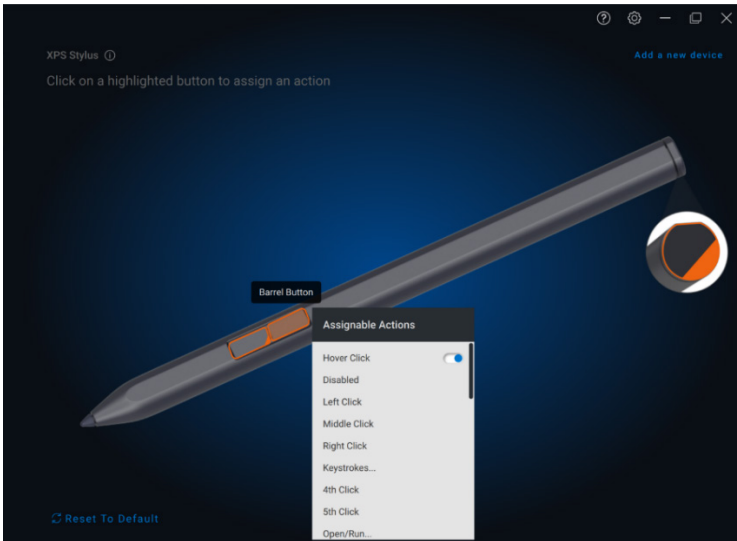 XPS Stylus
Add a new device
Click on a highlighted button to assign an action
Barrel Button
Assignable Actions
Hover Click
Disabled
Left Click
Middle Click
Right Click
Keystrokes...
4th Click
5th Click
Open/Run...
Reset To Default